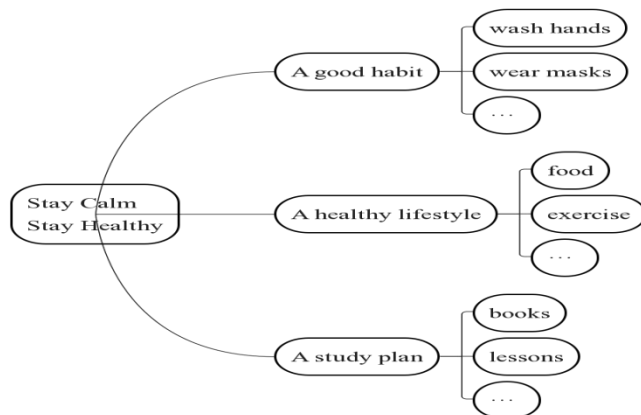 Stay Calm
Stay Healthy
A good habit
wash hands
wear masks
...
A healthy lifestyle
food
exercise
...
A study plan
books
lessons
...